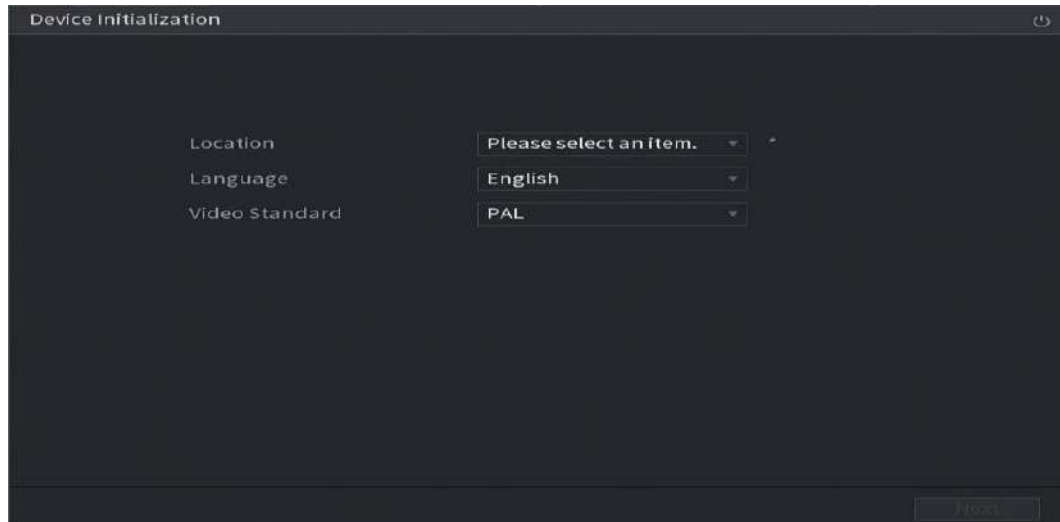 Device Initialization
Location Please select an item. *
Language English
Video Standard PAL
Next